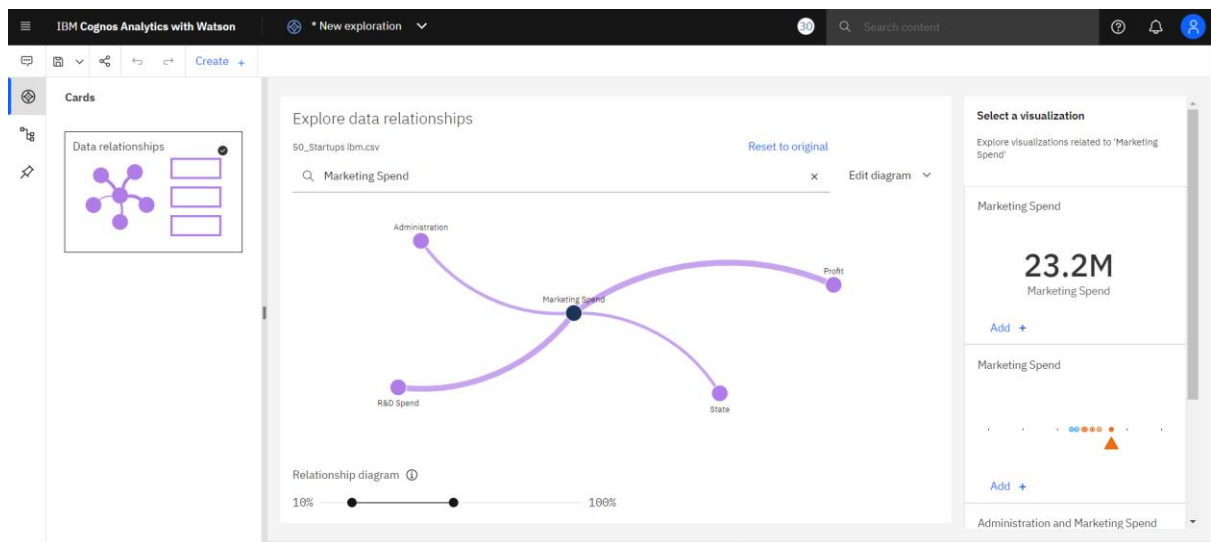 IBM Cognos Analytics with Watson
* New exploration
30
Search content
Create +
Cards
Data relationships
Explore data relationships
50_Startups ibm.csv
Reset to original
Marketing Spend
×
Edit diagram
Administration
Profit
Marketing Spend
R&D Spend
State
Relationship diagram
10%
100%
Select a visualization
Explore visualizations related to 'Marketing
Spend'
Marketing Spend
23.2M
Marketing Spend
Add +
Marketing Spend
Add +
Administration and Marketing Spend